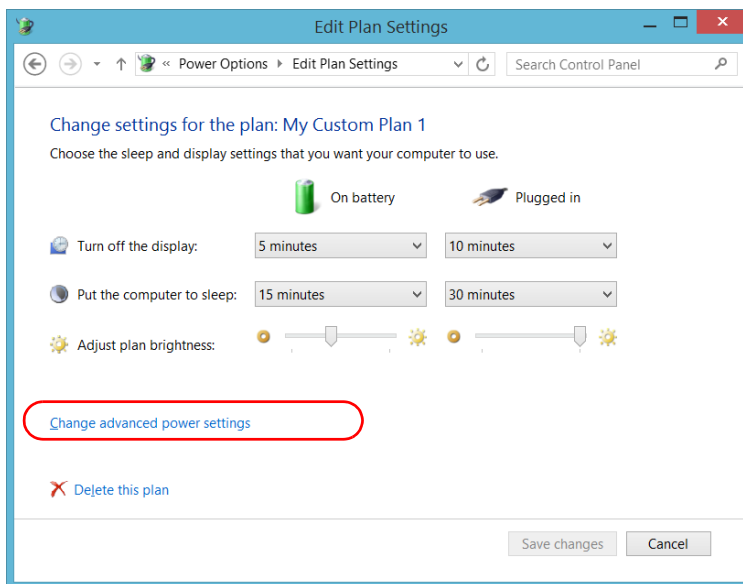 Edit Plan Settings
« Power Options Edit Plan Settings Search Control Panel
Change settings for the plan: My Custom Plan 1
Choose the sleep and display settings that you want your computer to use.
On battery Plugged in
Turn off the display: 5 minutes 10 minutes
Put the computer to sleep: 15 minutes 30 minutes
Adjust plan brightness:
Change advanced power settings
Delete this plan
Save changes Cancel